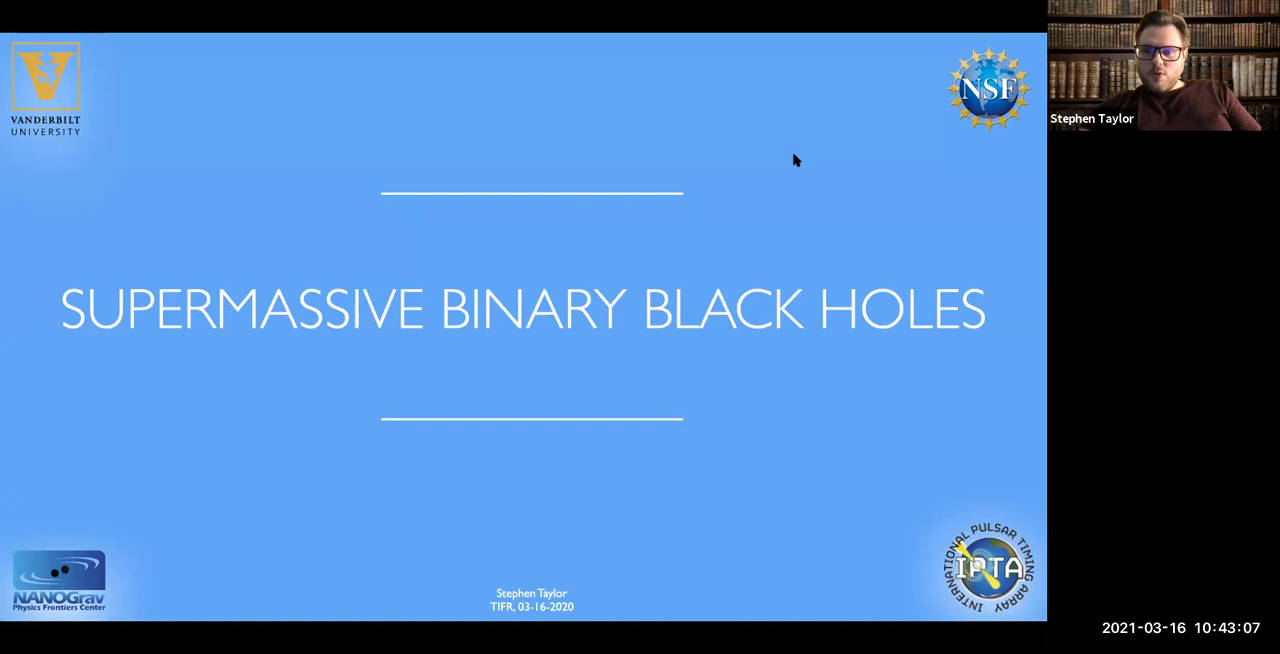 VANDERBILT
UNIVERSITY
NSF
Stephen Taylor
SUPERMASSIVE BINARY BLACK HOLES
NANOGrav
Physics Frontiers Center
Stephen Taylor
TIFR, 03-16-2020
INTERNATIONAL PULSAR TIMING ARRAY
IPTA
2021-03-16 10:43:07